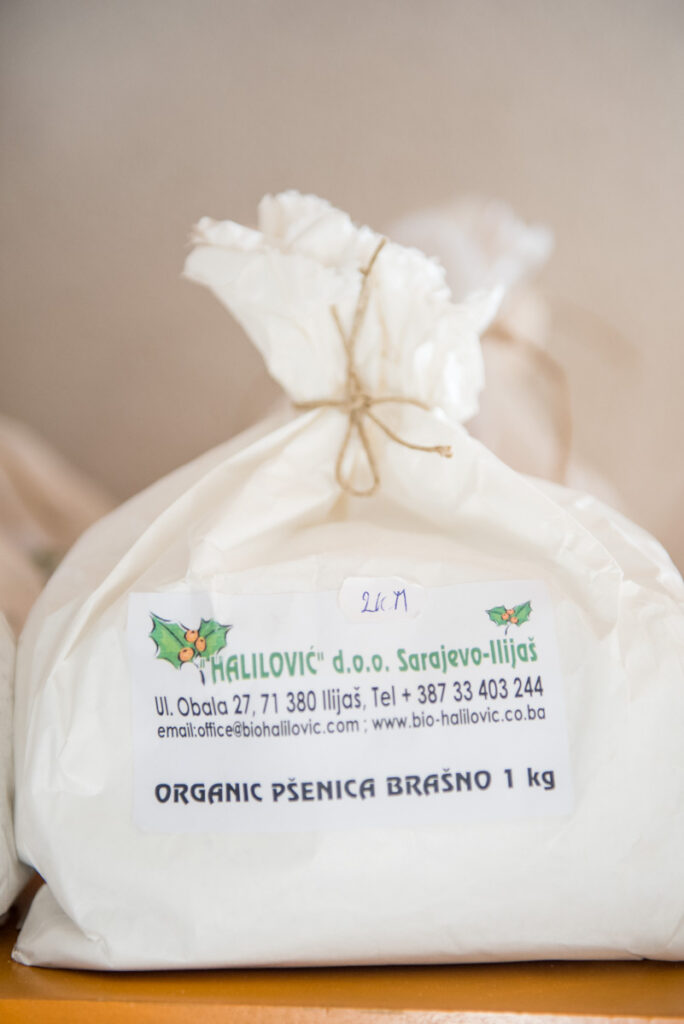 2KM
"HALILOVIĆ" d.o.o. Sarajevo-Ilijaš
Ul. Obala 27, 71 380 Ilijaš, Tel + 387 33 403 244
email:office@biohalilovic.com ; www.bio-halilovic.co.ba
ORGANIC PŠENICA BRAŠNO 1 kg